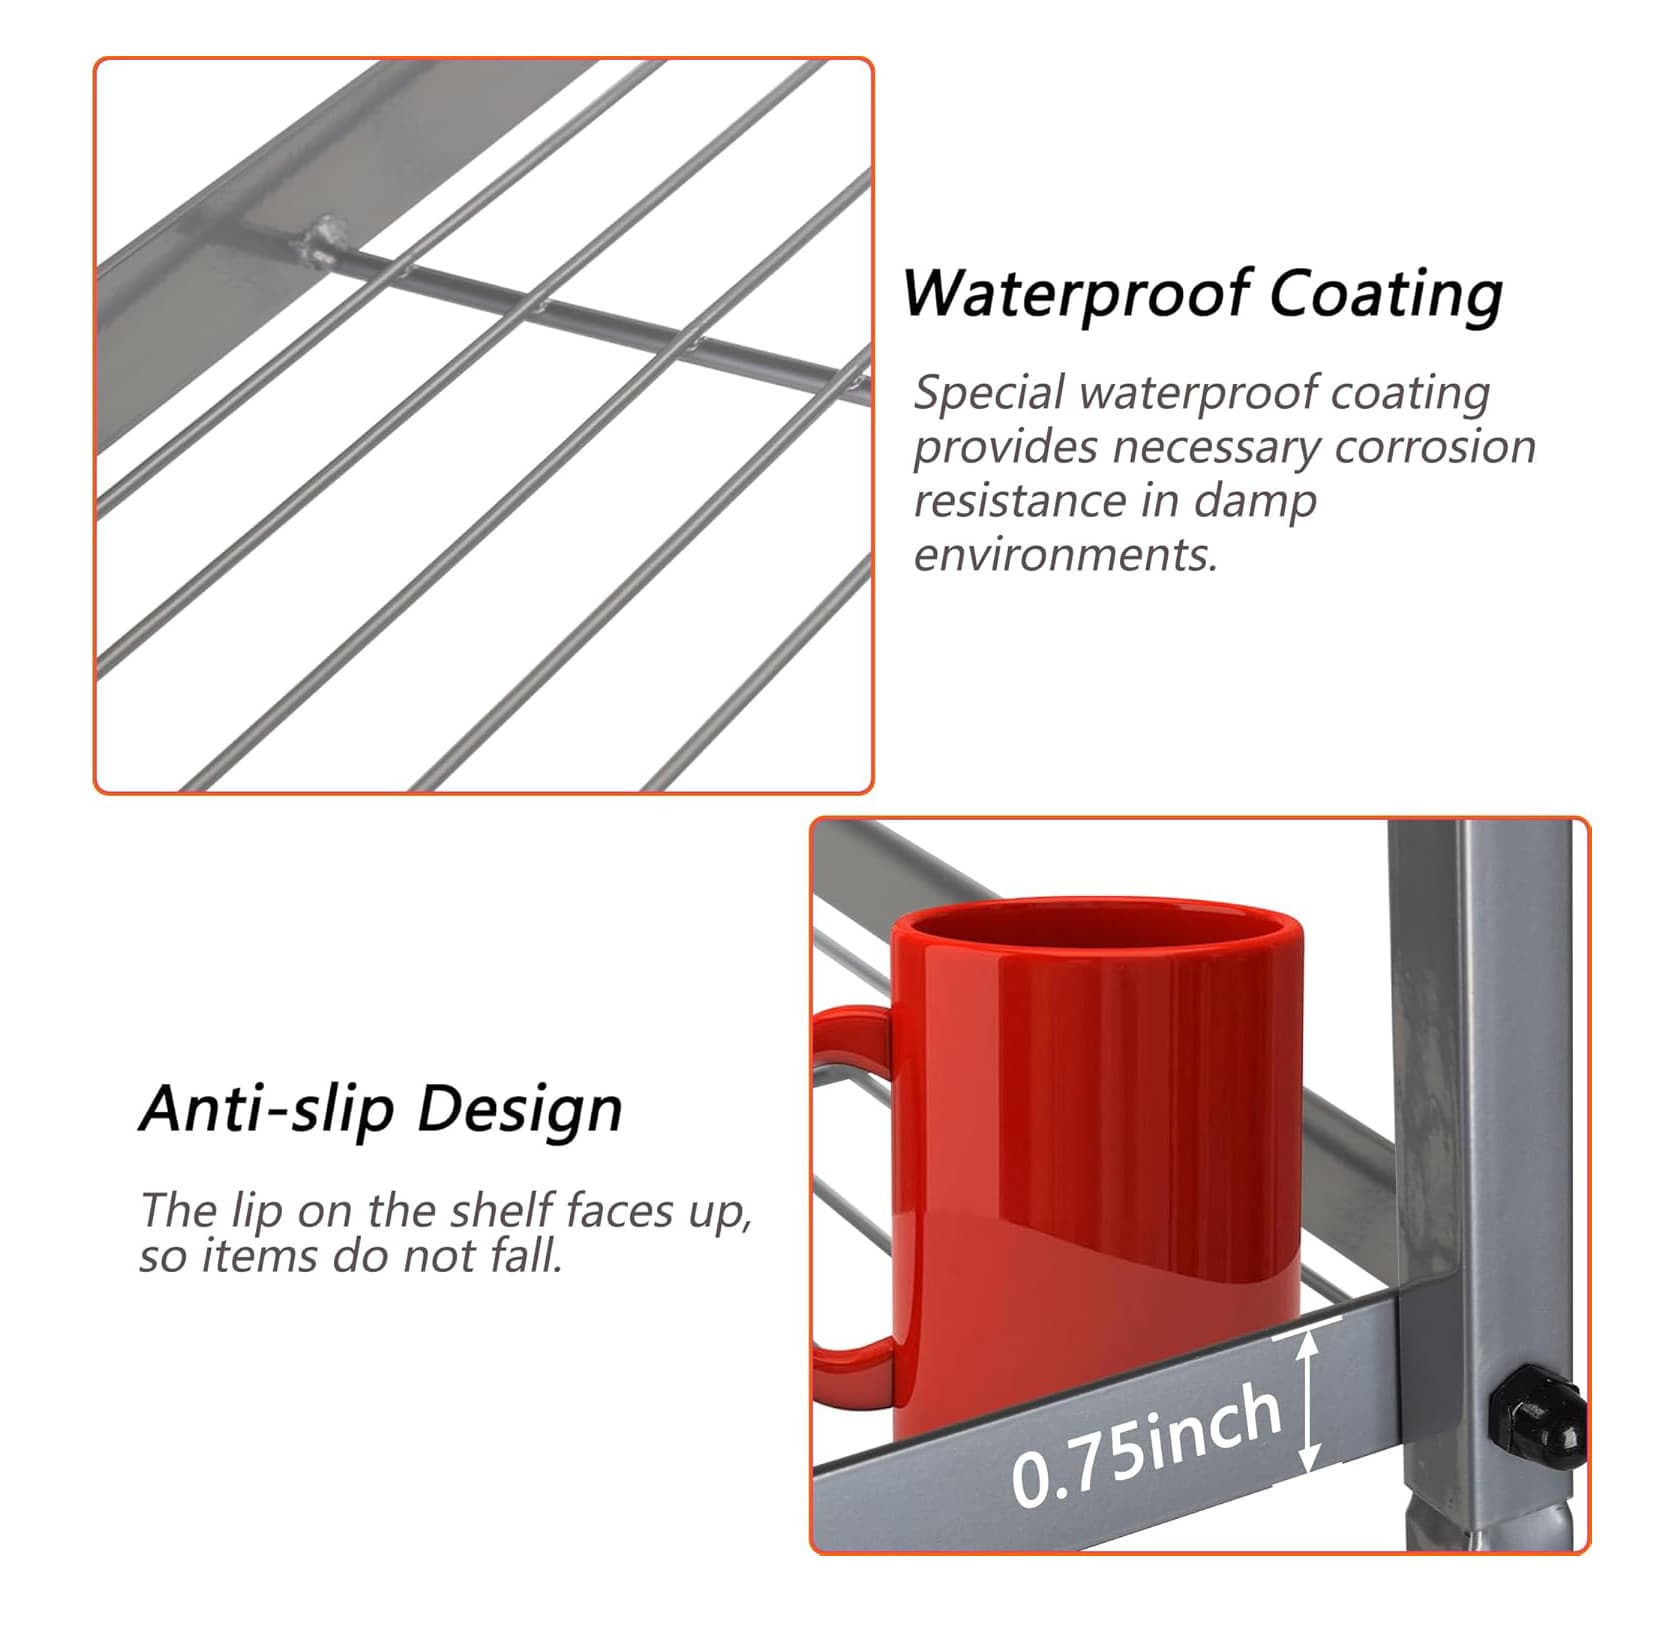 Waterproof Coating
Special waterproof coating
provides necessary corrosion
resistance in damp
environments.
Anti-slip Design
The lip on the shelf faces up,
so items do not fall.
0.75inch